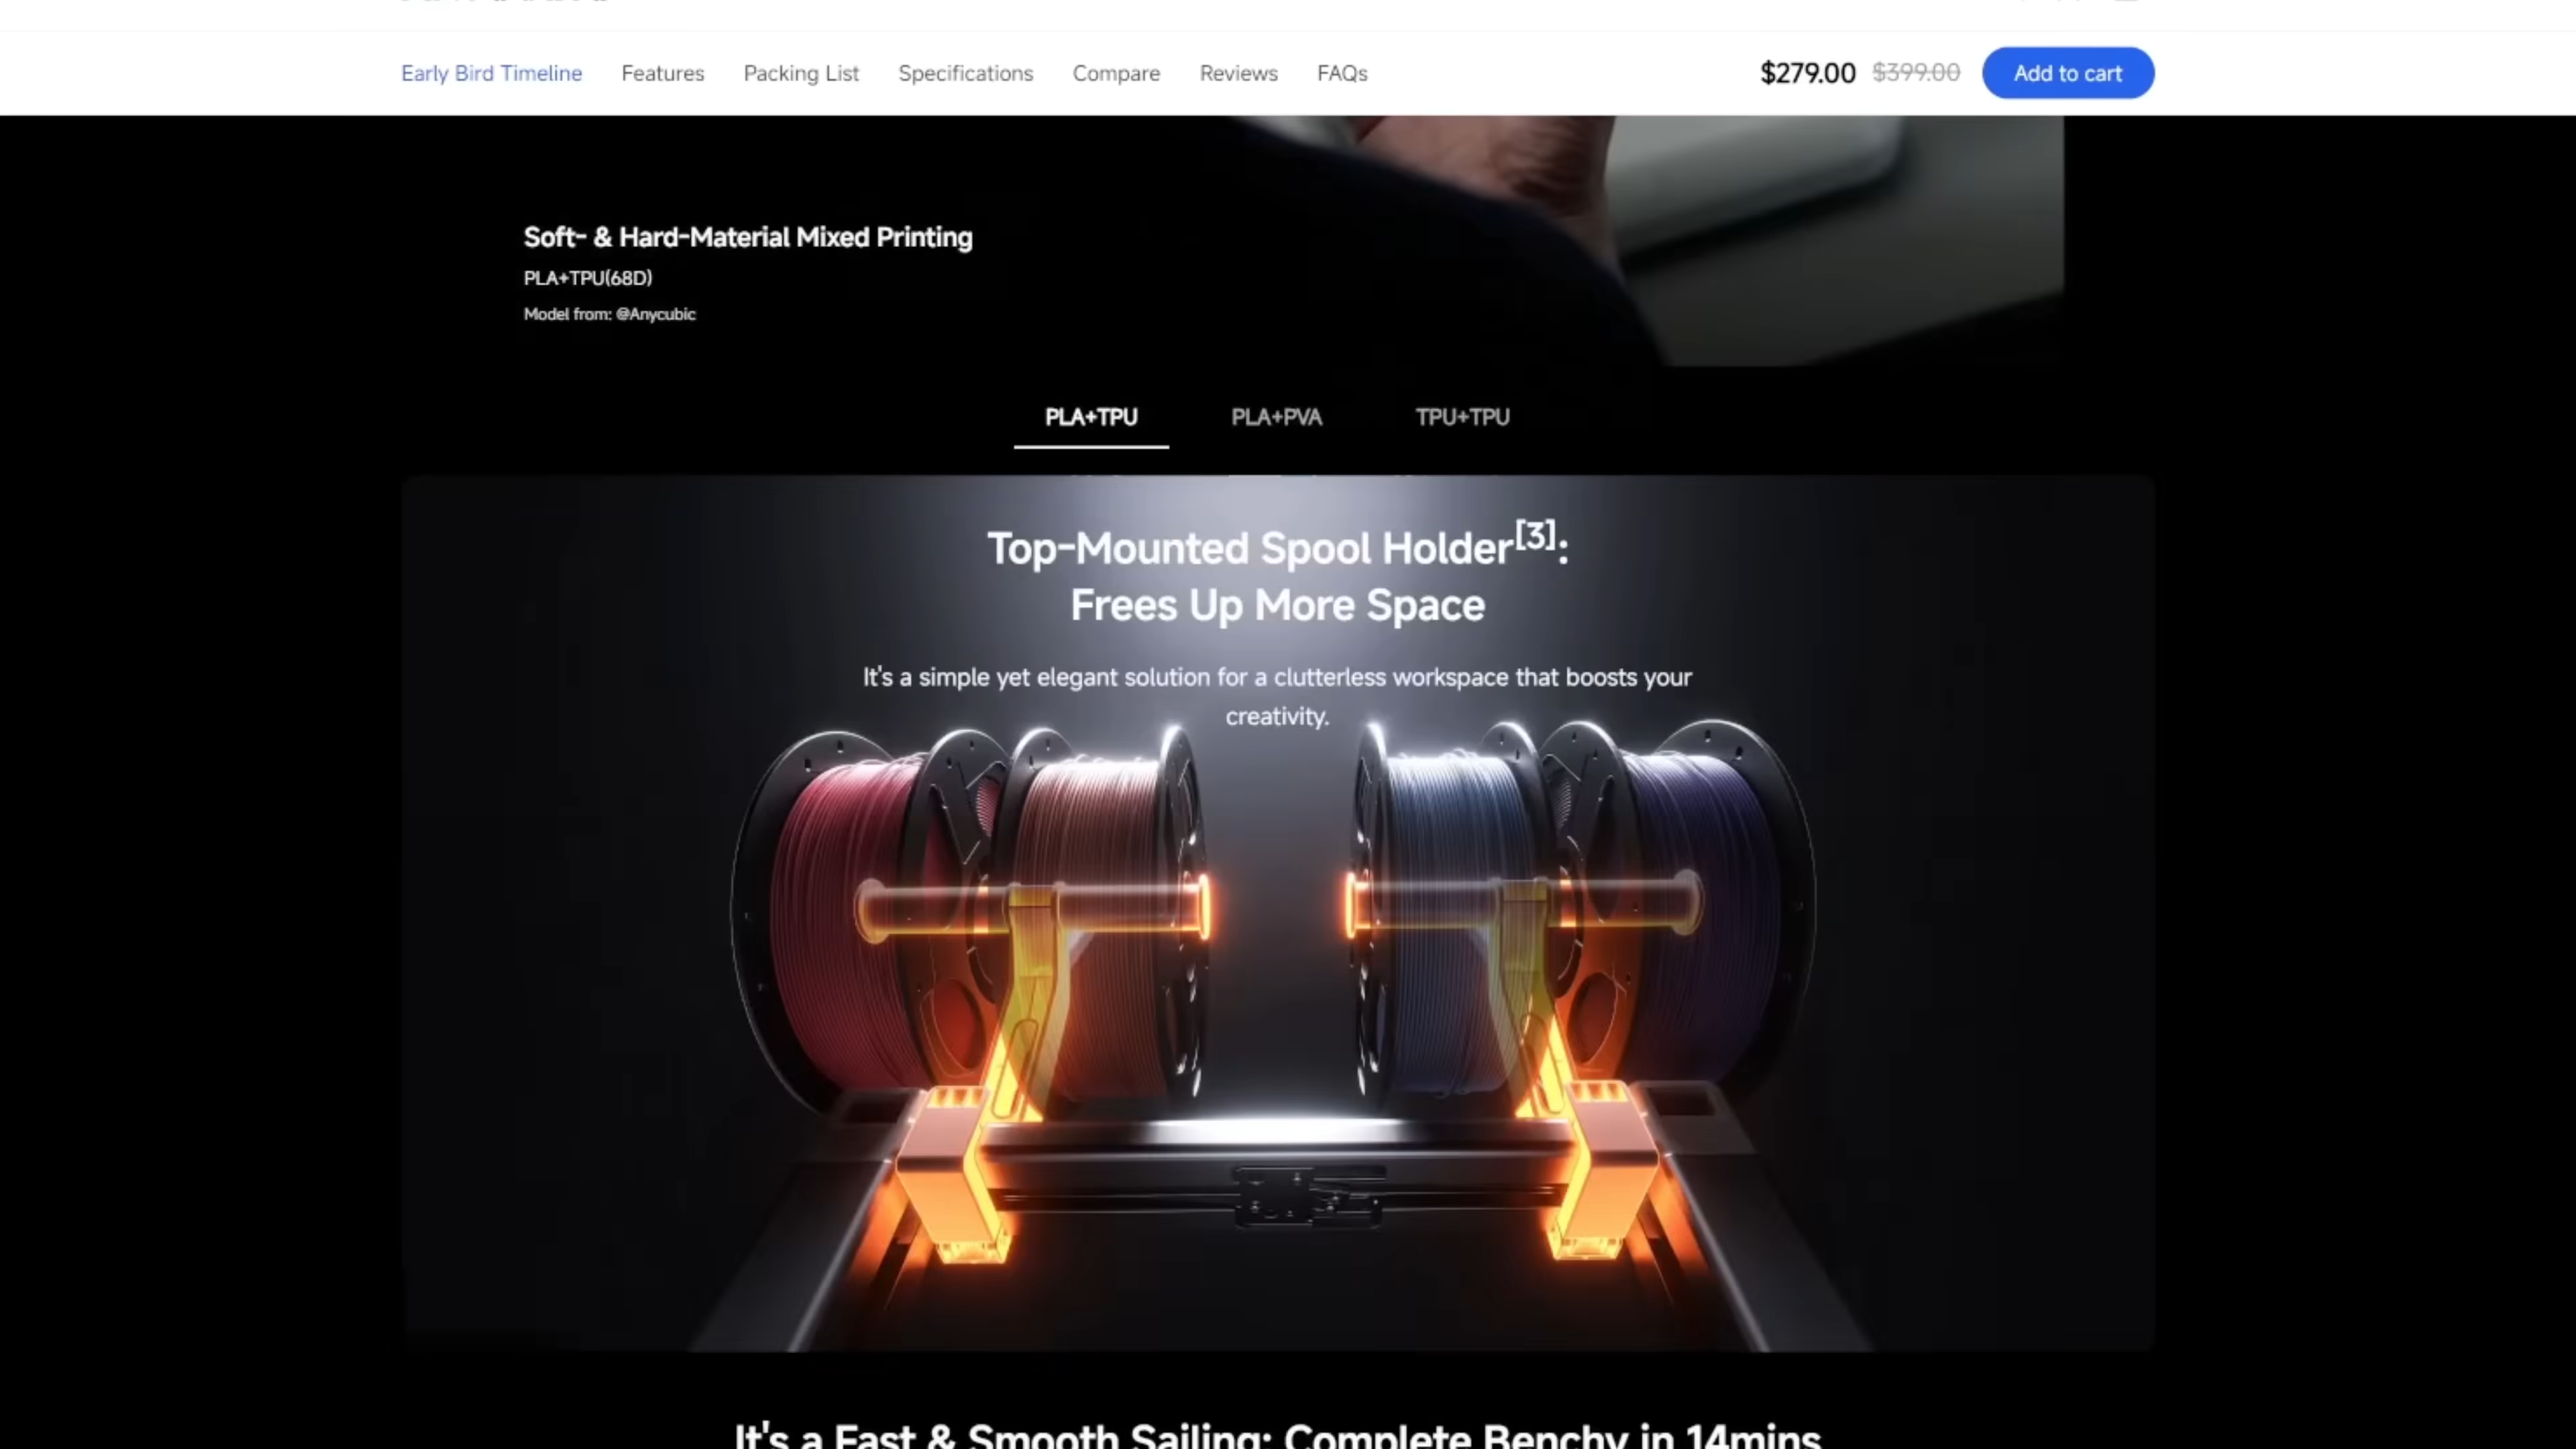 Early Bird Timeline Features Packing List Specifications Compare Reviews FAQs $279.00 $399.00 Add to cart
Soft- & Hard-Material Mixed Printing
PLA+TPU(68D)
Model from: @Anycubic
PLA+TPU PLA+PVA TPU+TPU
Top-Mounted Spool Holder[3]:
Frees Up More Space
It's a simple yet elegant solution for a clutterless workspace that boosts your
creativity.
It's a Fast & Smooth Sailing: Complete Benchy in 14mins